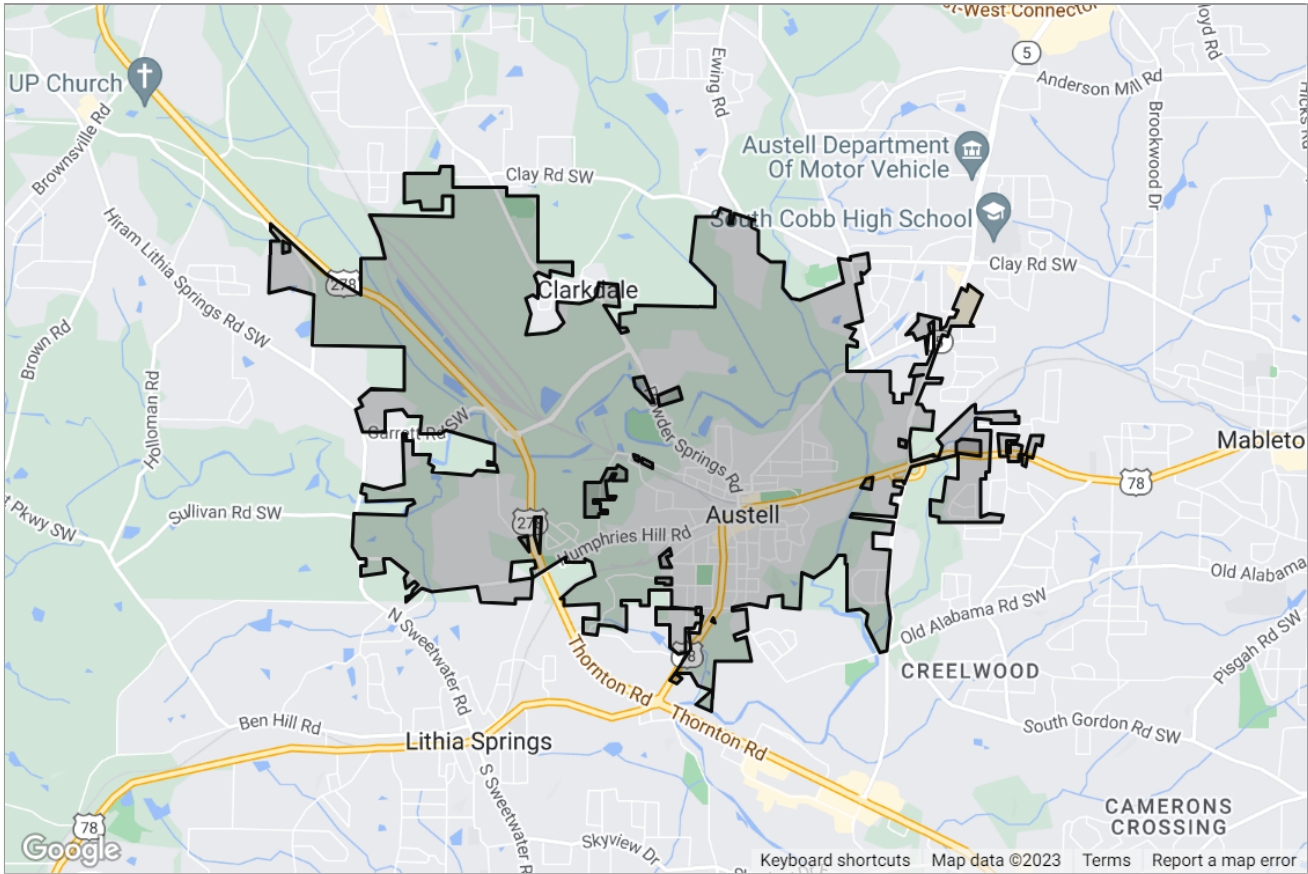 st-West Connector
loyd Rd
5
UP Church
Ewing Rd
Anderson Mill Rd
Hicks Rd
Brownsville Rd
Austell Department
Of Motor Vehicle
Brookwood Dr
Clay Rd SW
South Cobb High School
Hiram Lithia Springs Rd SW
Clay Rd SW
278
Clarkdale
Brown Rd
Holloman Rd
Garrett Rd SW
Powder Springs Rd
Mableto
78
t Pkwy SW
Sullivan Rd SW
278
Austell
Humphries Hill Rd
Old Alabama
Old Alabama Rd SW
N Sweetwater Rd
78
Thornton Rd
CREELWOOD
Pisgah Rd SW
Ben Hill Rd
Thornton Rd
South Gordon Rd SW
Lithia Springs
S Sweetwater R
CAMERONS
CROSSING
78
Google
Skyview Dr
Keyboard shortcuts
Map data ©2023
Terms
Report a map error